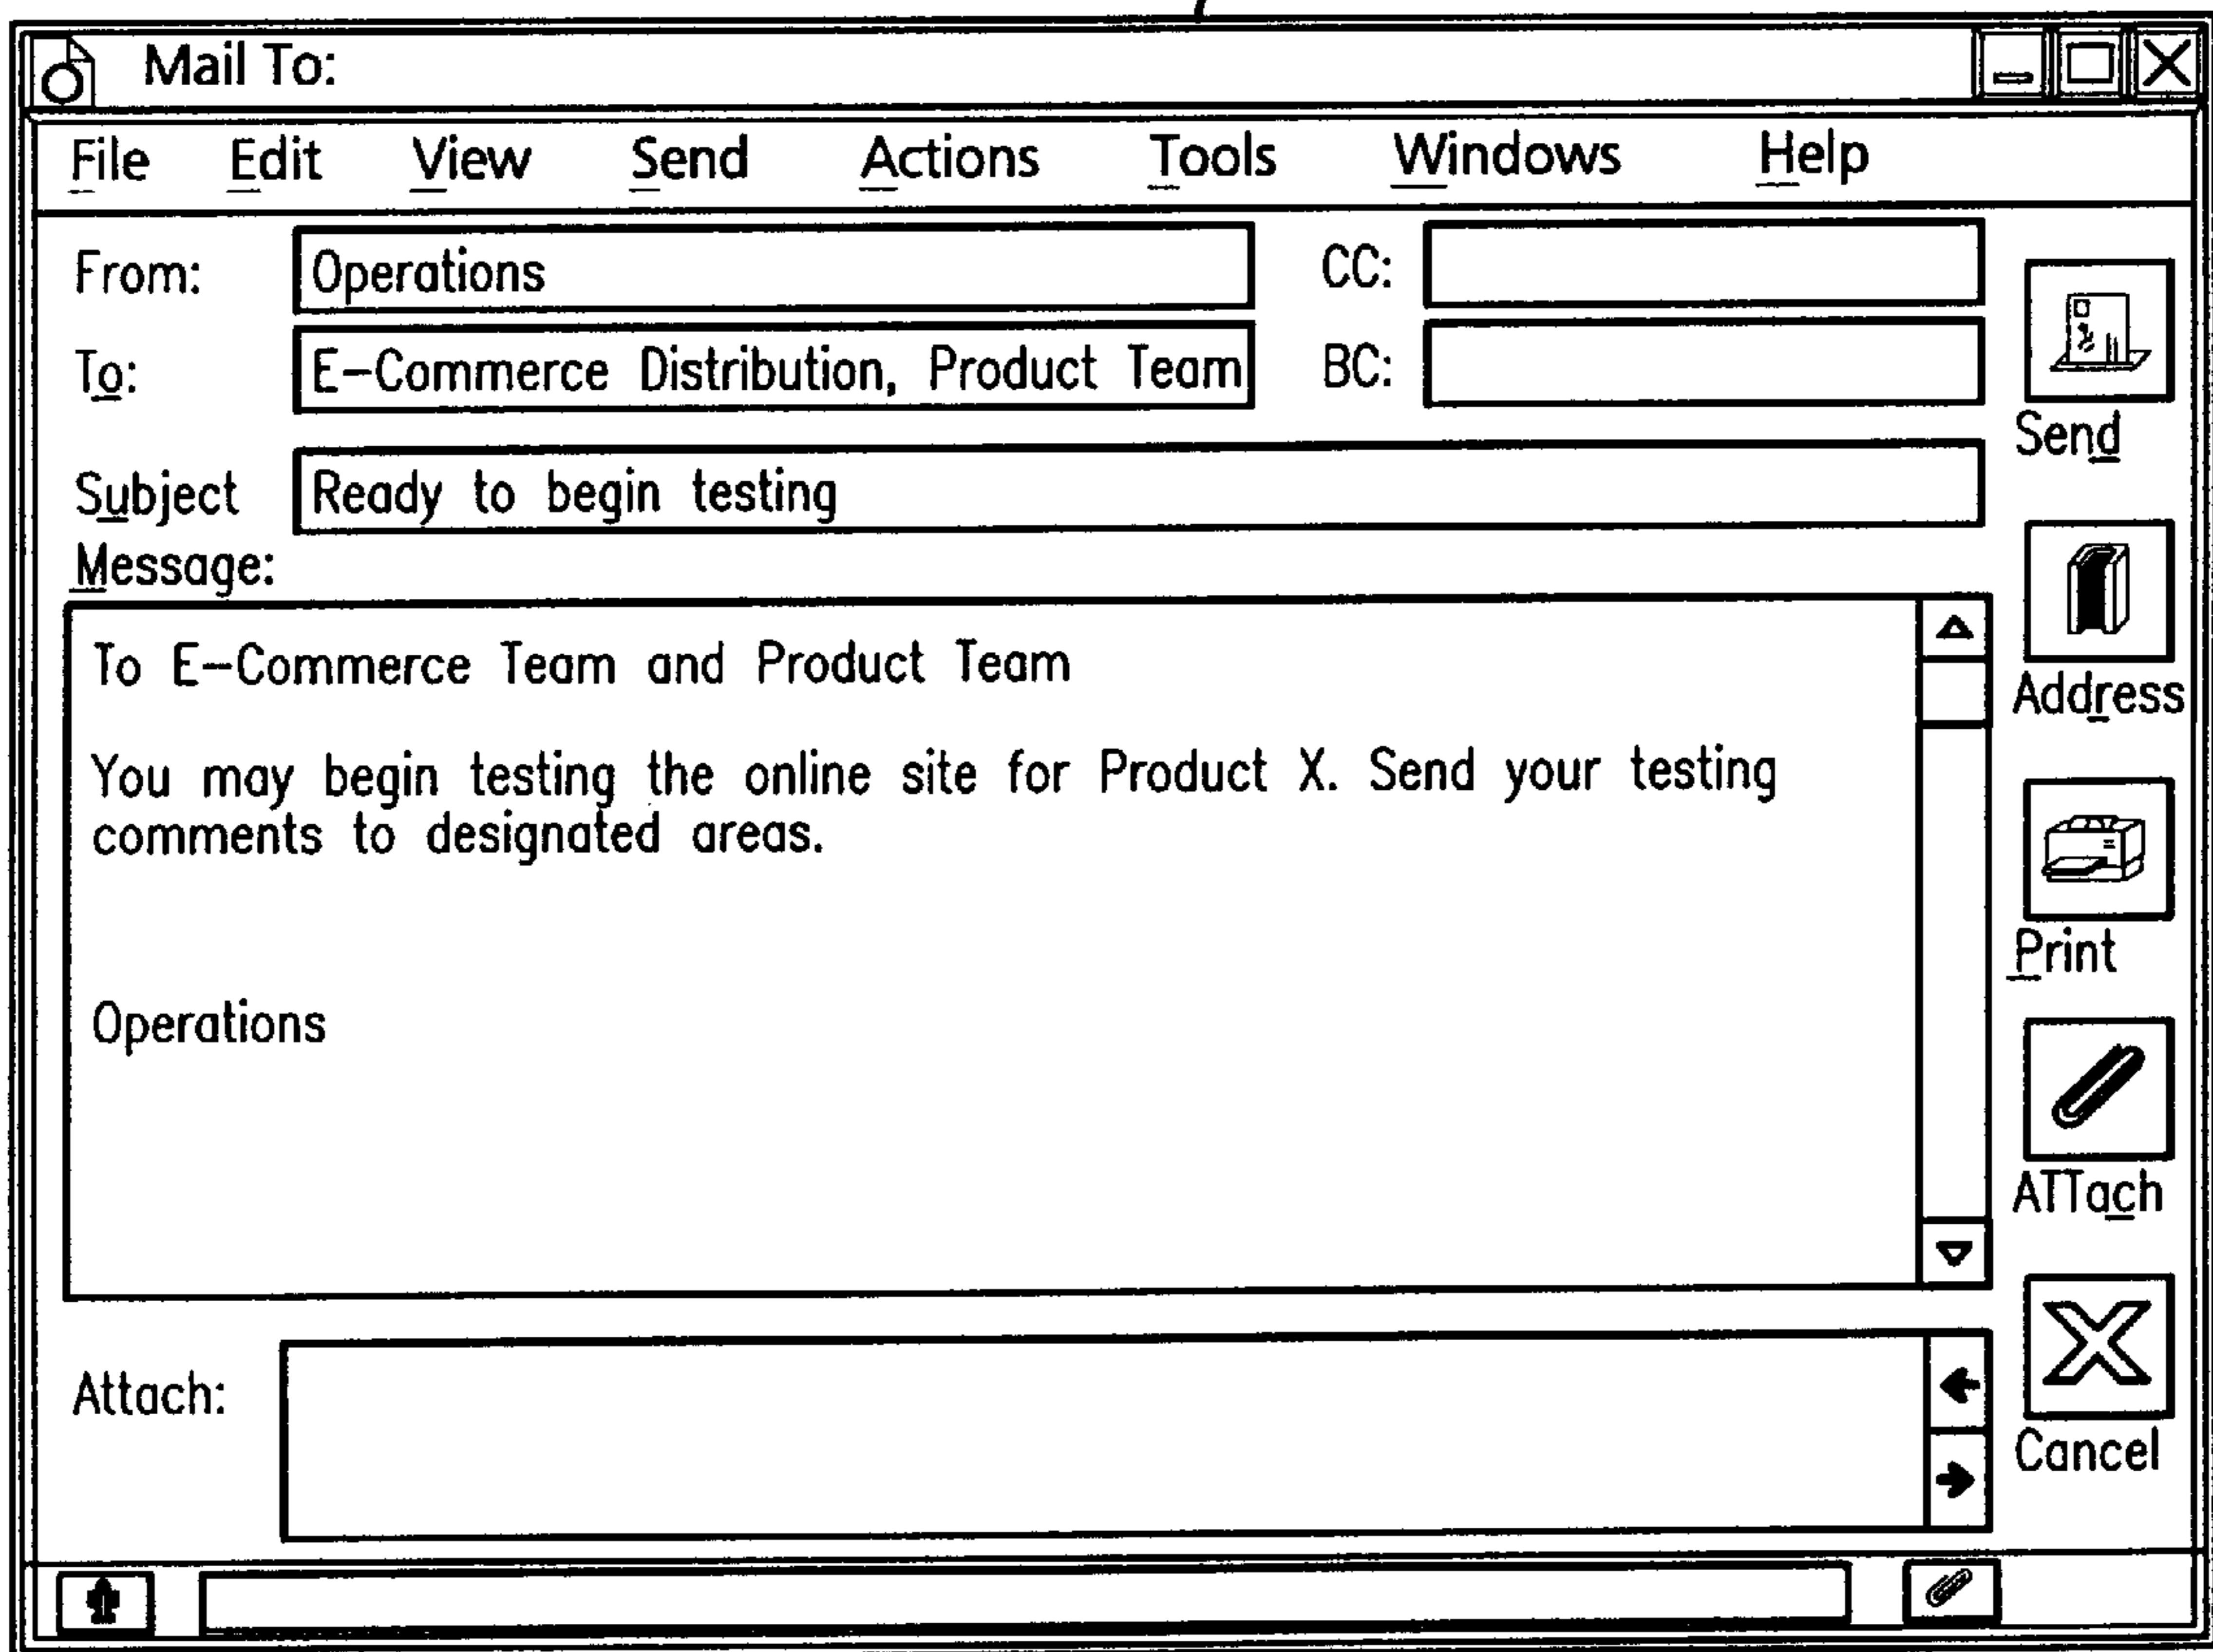 Mail To:
File Edit View Send Actions Tools Windows Help
From: Operations CC:
To: E-Commerce Distribution, Product Team BC:
Send
Subject Ready to begin testing
Message:
To E-Commerce Team and Product Team
Address
You may begin testing the online site for Product X. Send your testing
comments to designated areas.
Print
Operations
ATTach
Attach:
Cancel